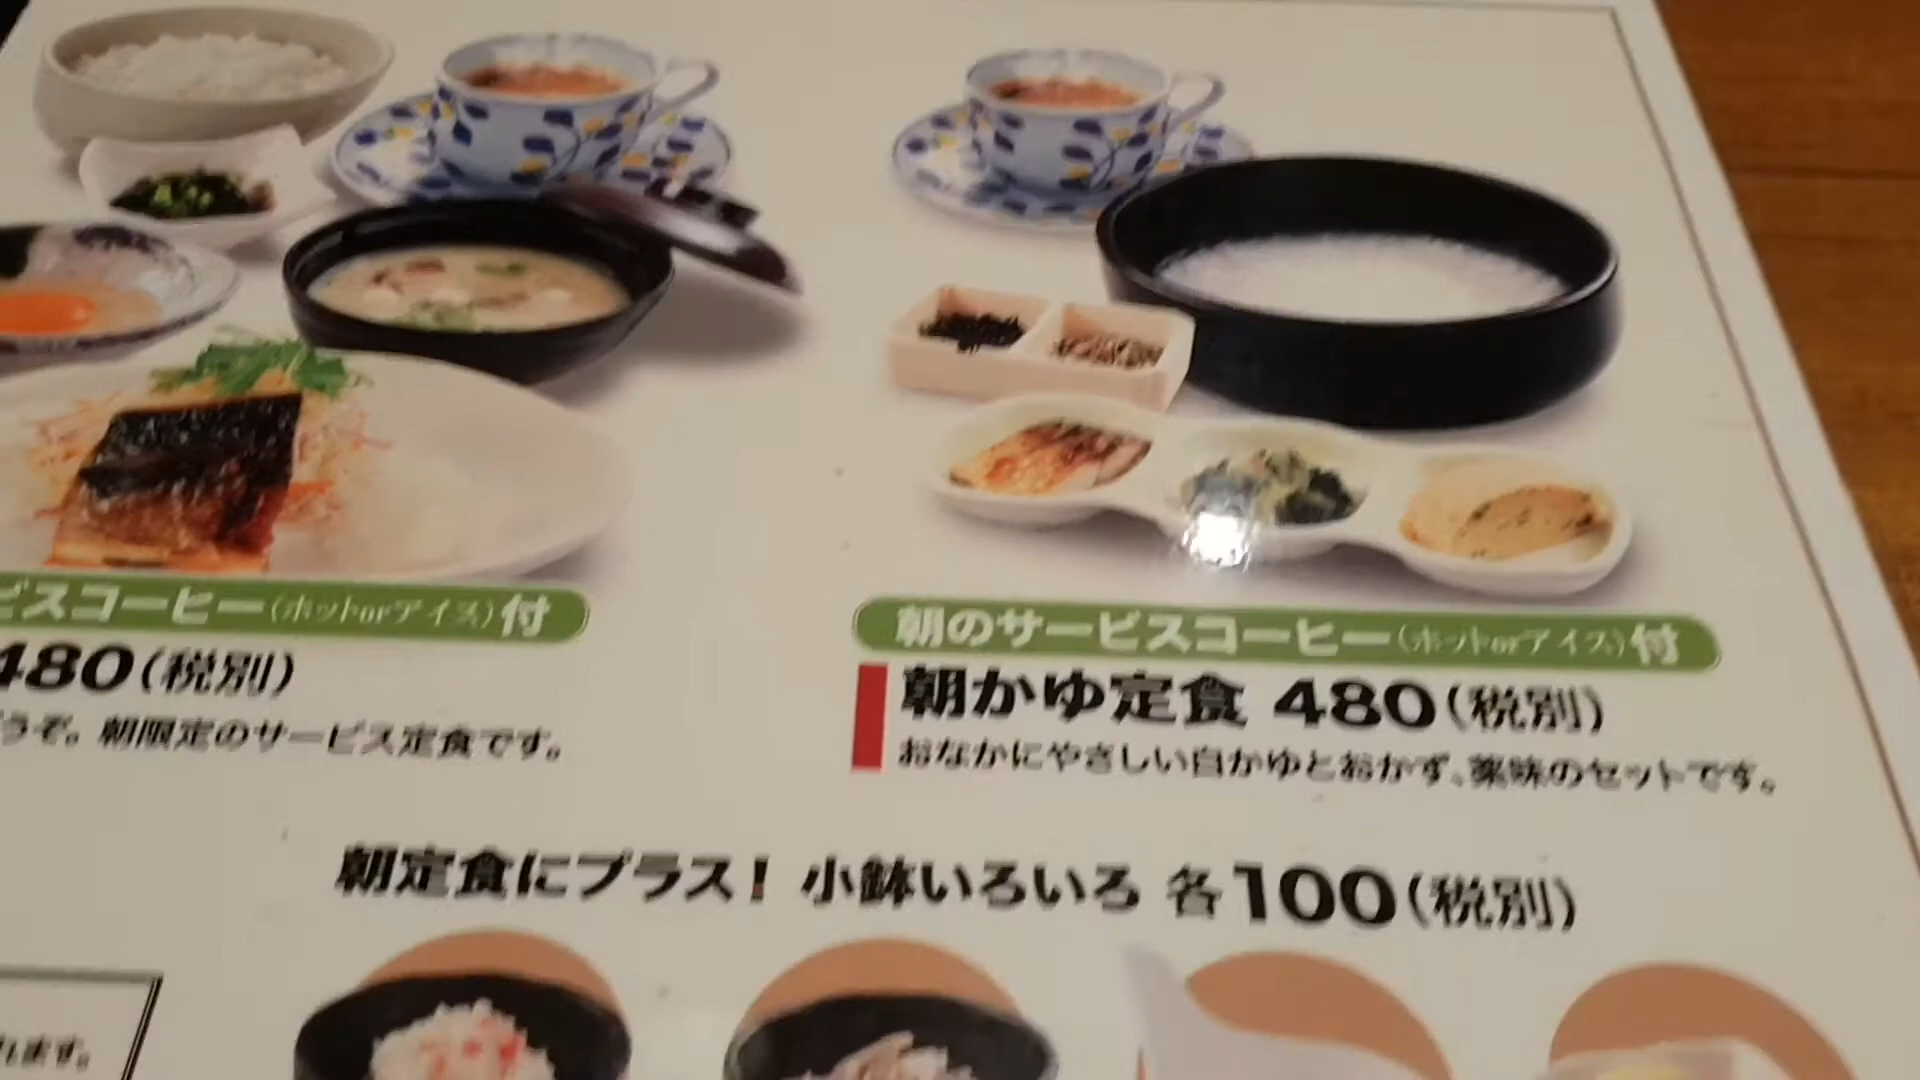 ビスコーヒー(ホットorアイス)付
480(税別)
うぞ。朝限定のサービス定食です。
朝のサービスコーヒー(ホットorアイス)付
朝かゆ定食 480(税別)
おなかにやさしい白かゆとおかず、薬味のセットです。
朝定食にプラス! 小鉢いろいろ 各100(税別)
れます。